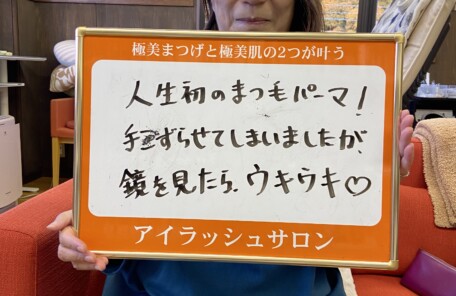 極美まつげと極美肌の2つが叶う
人生初のまつ毛パーマ!
手こずらせてしまいましたが、
鏡を見たら、ウキウキ♡
アイラッシュサロン